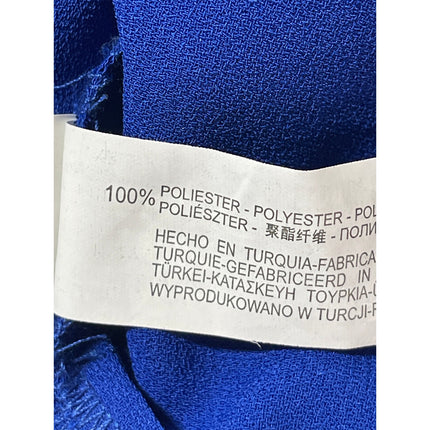 100% POLIESTER - POLYESTER - POL
POLIÉSZTER - 聚酯纤维 - ПОЛИ
HECHO EN TURQUIA-FABRICA
TURQUIE-GEFABRICEERD IN
TÜRKEI-ΚΑΤΑΣΚΕΥΗ ΤΟΥΡΚΙΑ-Ü
WYPRODUKOWANO W TURCJI-